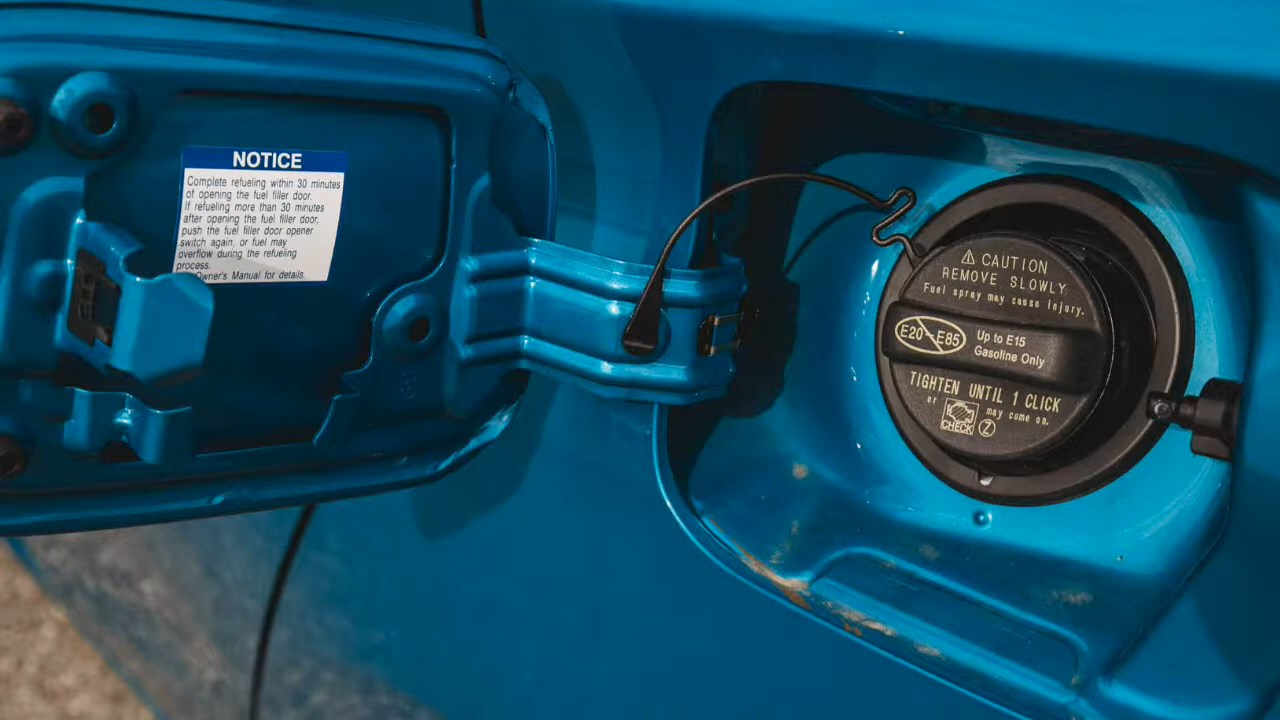 NOTICE
Complete refueling within 30 minutes
of opening the fuel filler door.
If refueling more than 30 minutes
after opening the fuel filler door,
push the fuel filler door opener
switch again, or fuel may
overflow during the refueling
process.
Owner's Manual for details.
CAUTION
REMOVE SLOWLY
Fuel spray may cause injury.
E20-E85
Up to E15
Gasoline Only
TIGHTEN UNTIL 1 CLICK
or
CHECK
may come on.
Z